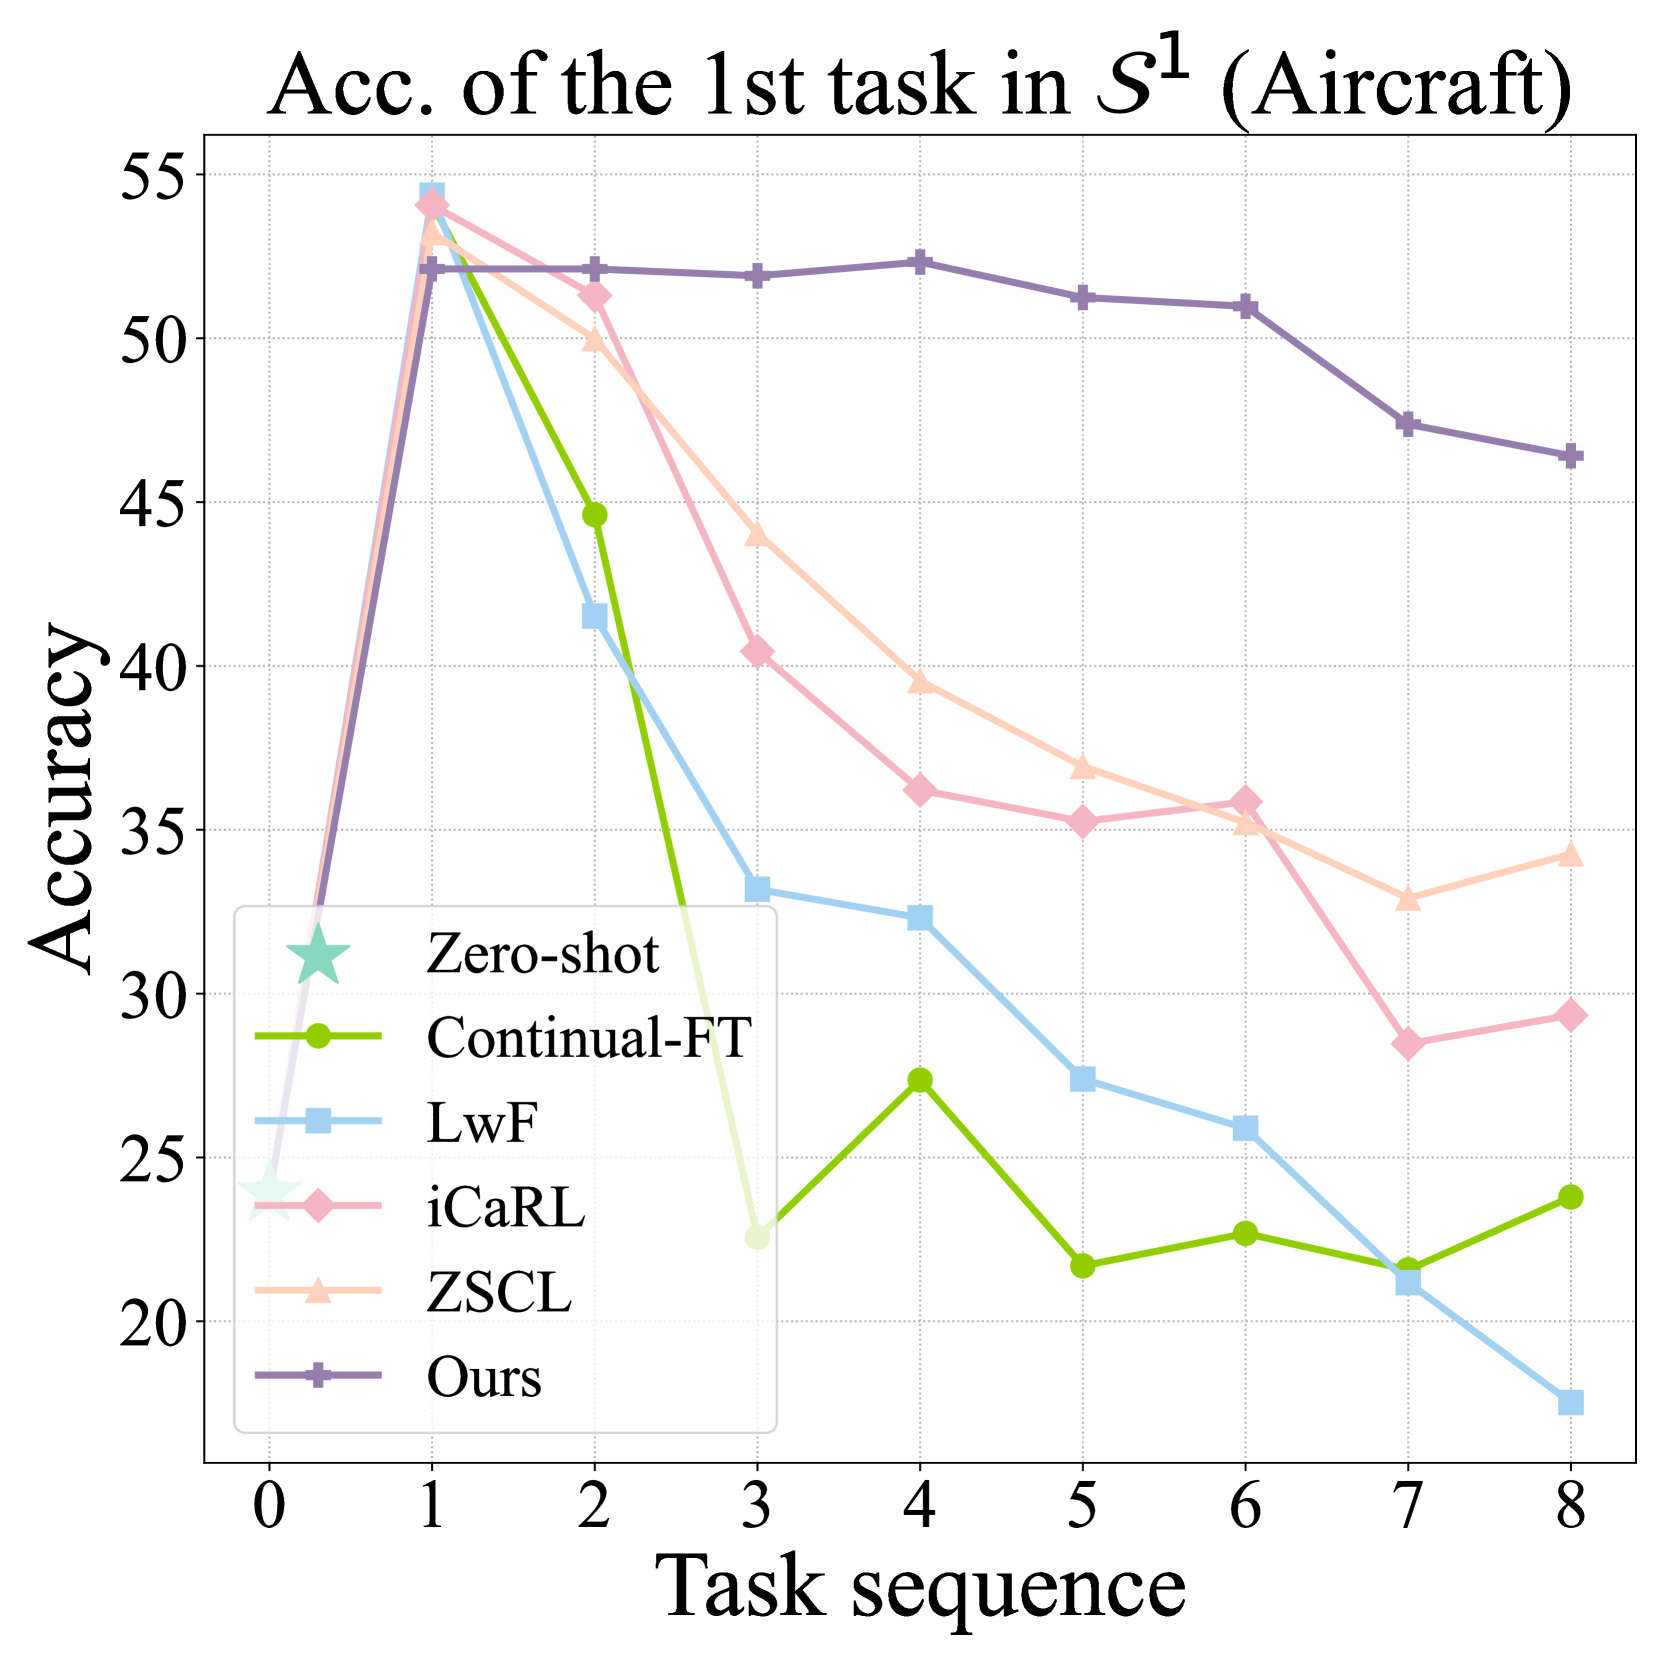 Acc. of the 1st task in 𝒮¹ (Aircraft)
55
50
45
40
35
30
25
20
Accuracy
Zero-shot
Continual-FT
LwF
iCaRL
ZSCL
Ours
0 1 2 3 4 5 6 7 8
Task sequence